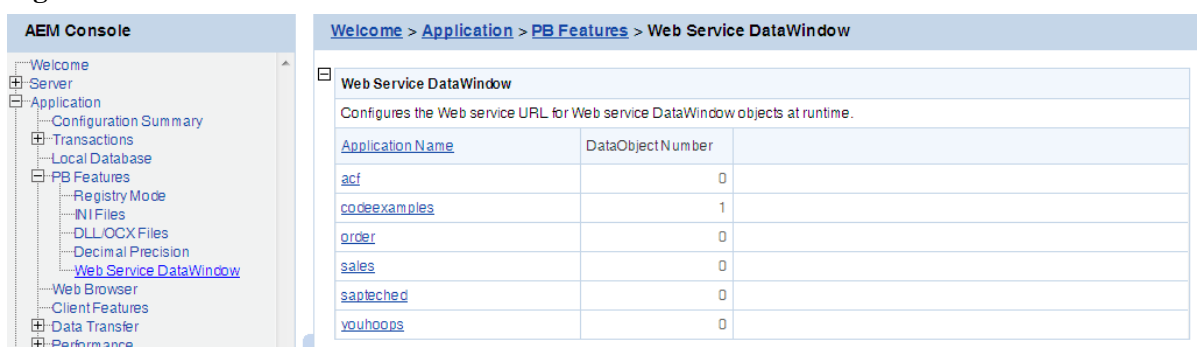 AEM Console
Welcome
Server
Application
Configuration Summary
Transactions
Local Database
PB Features
Registry Mode
INI Files
DLL/OCX Files
Decimal Precision
Web Service DataWindow
Web Browser
Client Features
Data Transfer
Performance
Welcome > Application > PB Features > Web Service DataWindow
Web Service DataWindow
Configures the Web service URL for Web service DataWindow objects at runtime.
Application Name DataObject Number
acf 0
codeexamples 1
order 0
sales 0
sapteched 0
youhoops 0